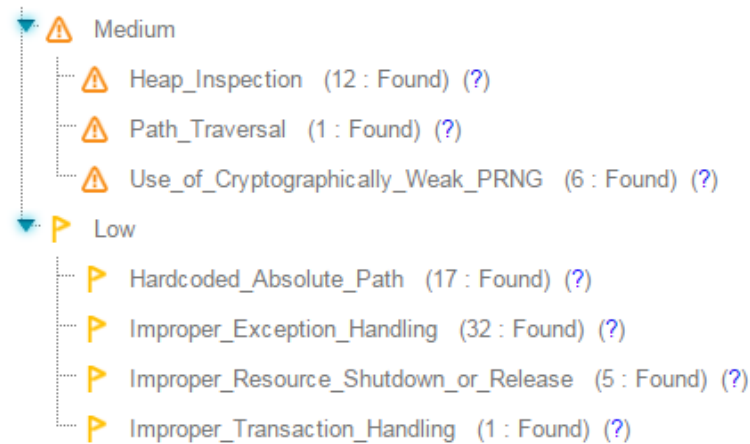 Medium
Heap_Inspection (12 : Found) (?)
Path_Traversal (1 : Found) (?)
Use_of_Cryptographically_Weak_PRNG (6 : Found) (?)
Low
Hardcoded_Absolute_Path (17 : Found) (?)
Improper_Exception_Handling (32 : Found) (?)
Improper_Resource_Shutdown_or_Release (5 : Found) (?)
Improper_Transaction_Handling (1 : Found) (?)